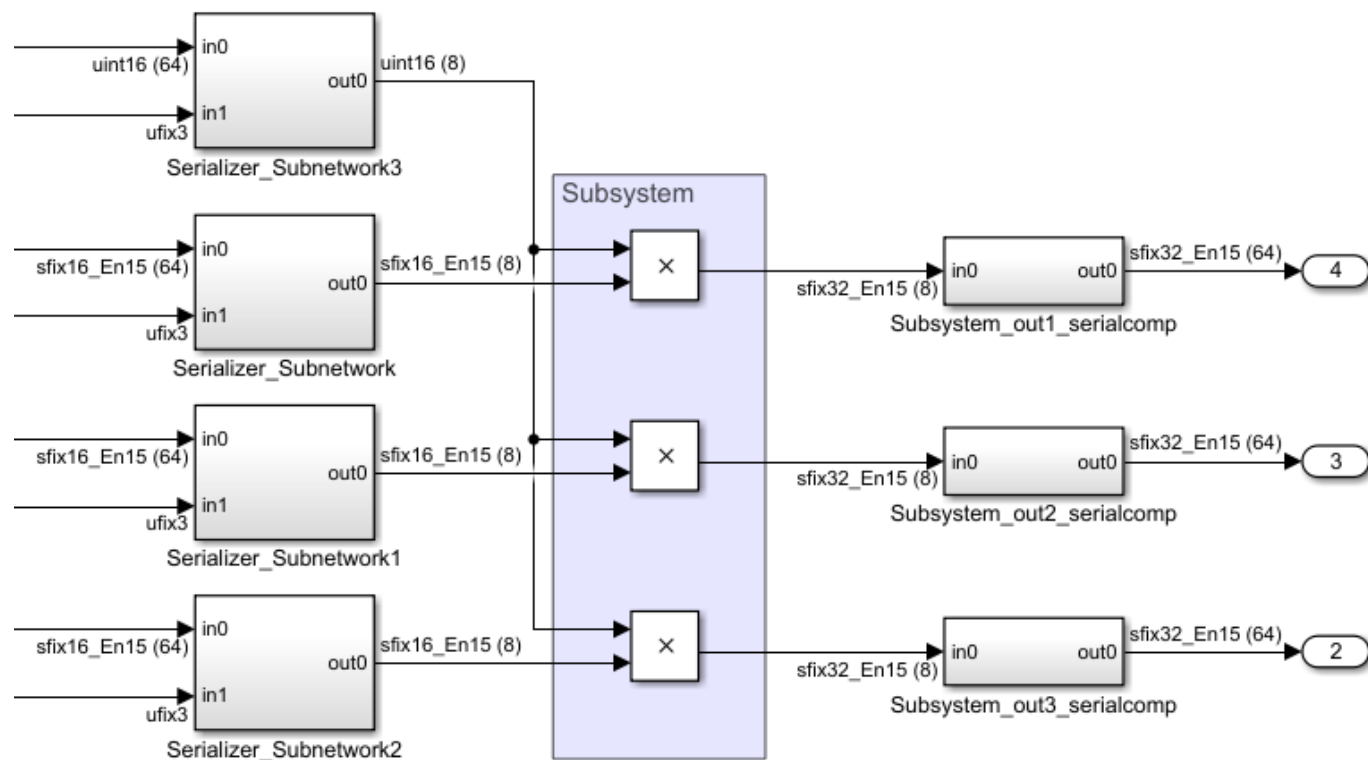 in0
uint16 (64)
in1
ufix3
out0
uint16 (8)
Serializer_Subnetwork3
Subsystem
in0
sfix16_En15 (64)
in1
ufix3
out0
sfix16_En15 (8)
Serializer_Subnetwork
×
sfix32_En15 (8)
in0
out0
sfix32_En15 (64)
4
Subsystem_out1_serialcomp
in0
sfix16_En15 (64)
in1
ufix3
out0
sfix16_En15 (8)
Serializer_Subnetwork1
×
sfix32_En15 (8)
in0
out0
sfix32_En15 (64)
3
Subsystem_out2_serialcomp
in0
sfix16_En15 (64)
in1
ufix3
out0
sfix16_En15 (8)
Serializer_Subnetwork2
×
sfix32_En15 (8)
in0
out0
sfix32_En15 (64)
2
Subsystem_out3_serialcomp